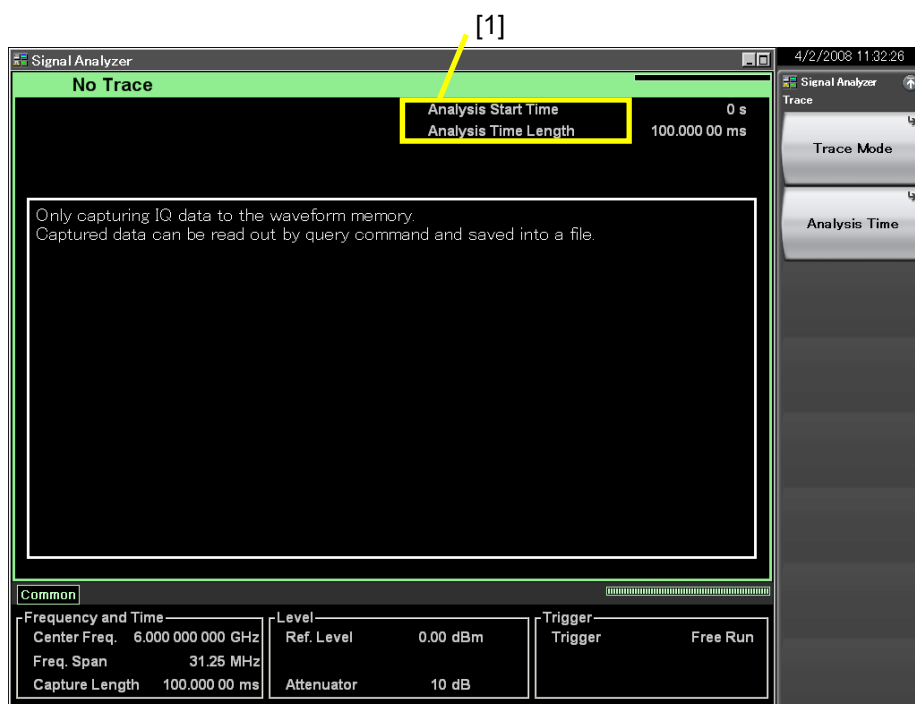 [1]
Signal Analyzer
4/2/2008 11:32:26
No Trace
Signal Analyzer
Trace
Analysis Start Time 0 s
Analysis Time Length 100.000 00 ms
Trace Mode
Analysis Time
Only capturing IQ data to the waveform memory.
Captured data can be read out by query command and saved into a file.
Common
Frequency and Time
Center Freq. 6.000 000 000 GHz
Freq. Span 31.25 MHz
Capture Length 100.000 00 ms
Level
Ref. Level 0.00 dBm
Attenuator 10 dB
Trigger
Trigger Free Run